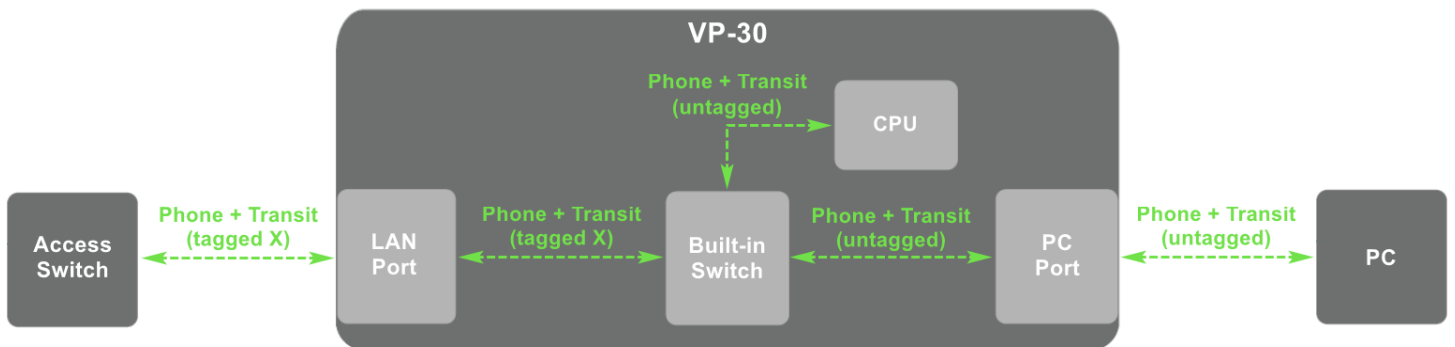 VP-30
Phone + Transit
(untagged)
CPU
Access
Switch
Phone + Transit
(tagged X)
LAN
Port
Phone + Transit
(tagged X)
Built-in
Switch
Phone + Transit
(untagged)
PC
Port
Phone + Transit
(untagged)
PC